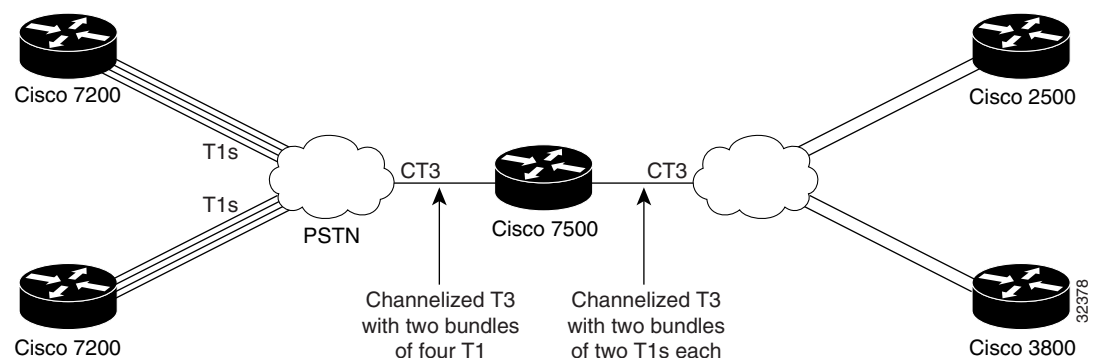 Cisco 7200
Cisco 2500
T1s
CT3
CT3
T1s
PSTN
Cisco 7500
Channelized T3
with two bundles
of four T1
Channelized T3
with two bundles
of two T1s each
Cisco 7200
Cisco 3800
32378